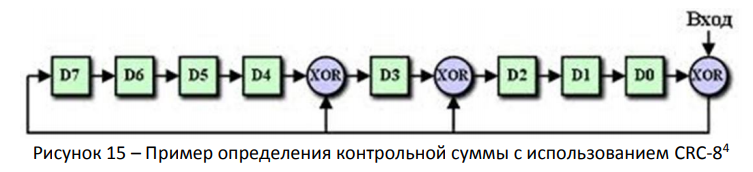 Вход
D7 D6 D5 D4 XOR D3 XOR D2 D1 D0 XOR
Рисунок 15 – Пример определения контрольной суммы с использованием CRC-8⁴